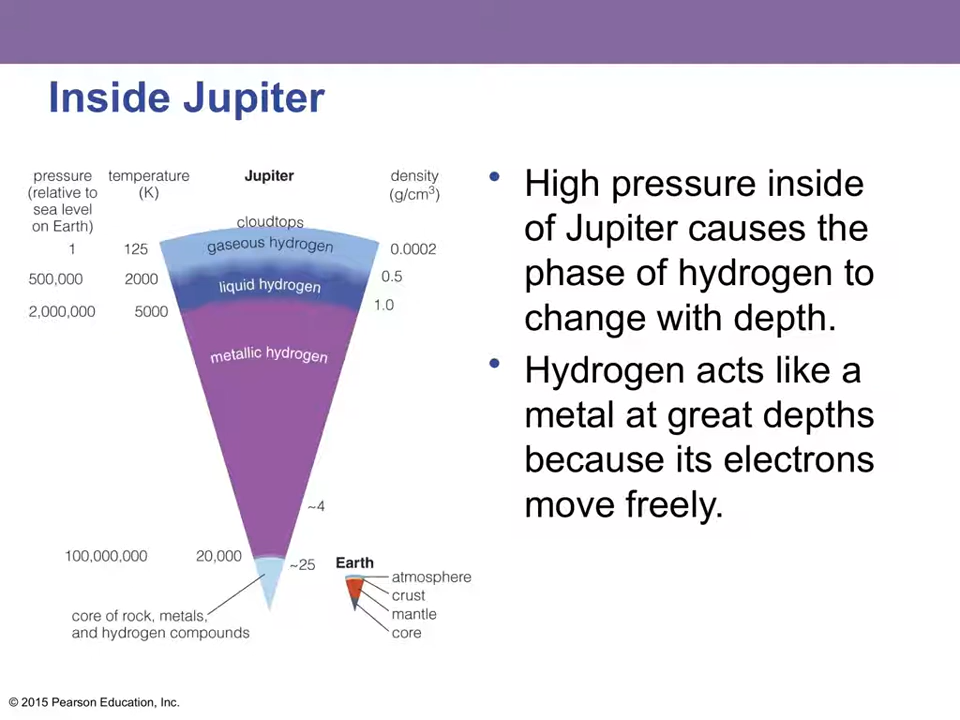 Inside Jupiter
pressure
(relative to
sea level
on Earth)
temperature
(K)
Jupiter
density
(g/cm³)
cloudtops
gaseous hydrogen
1 125 0.0002
500,000 2000 0.5
liquid hydrogen
2,000,000 5000 1.0
metallic hydrogen
~4
100,000,000 20,000 ~25
core of rock, metals,
and hydrogen compounds
Earth
atmosphere
crust
mantle
core
• High pressure inside
of Jupiter causes the
phase of hydrogen to
change with depth.
• Hydrogen acts like a
metal at great depths
because its electrons
move freely.
© 2015 Pearson Education, Inc.